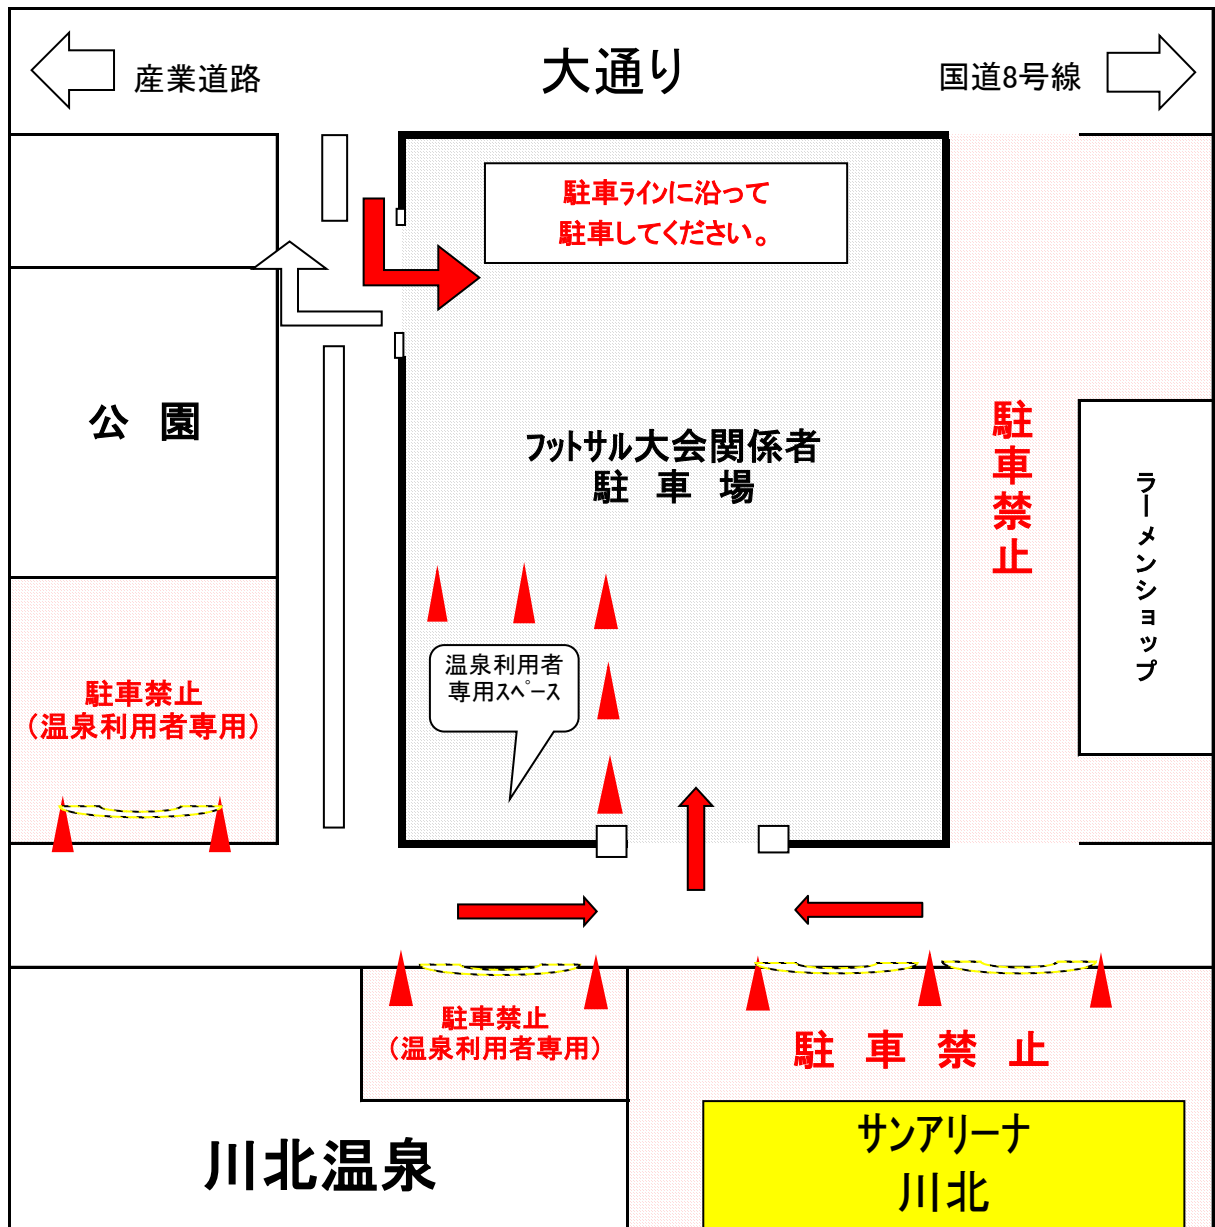 産業道路
大通り
国道8号線
駐車ラインに沿って
駐車してください。
公 園
フットサル大会関係者
駐 車 場
駐車禁止
ラーメンショップ
温泉利用者
専用スペース
駐車禁止
（温泉利用者専用）
駐車禁止
（温泉利用者専用）
駐 車 禁 止
川北温泉
サンアリーナ
川北